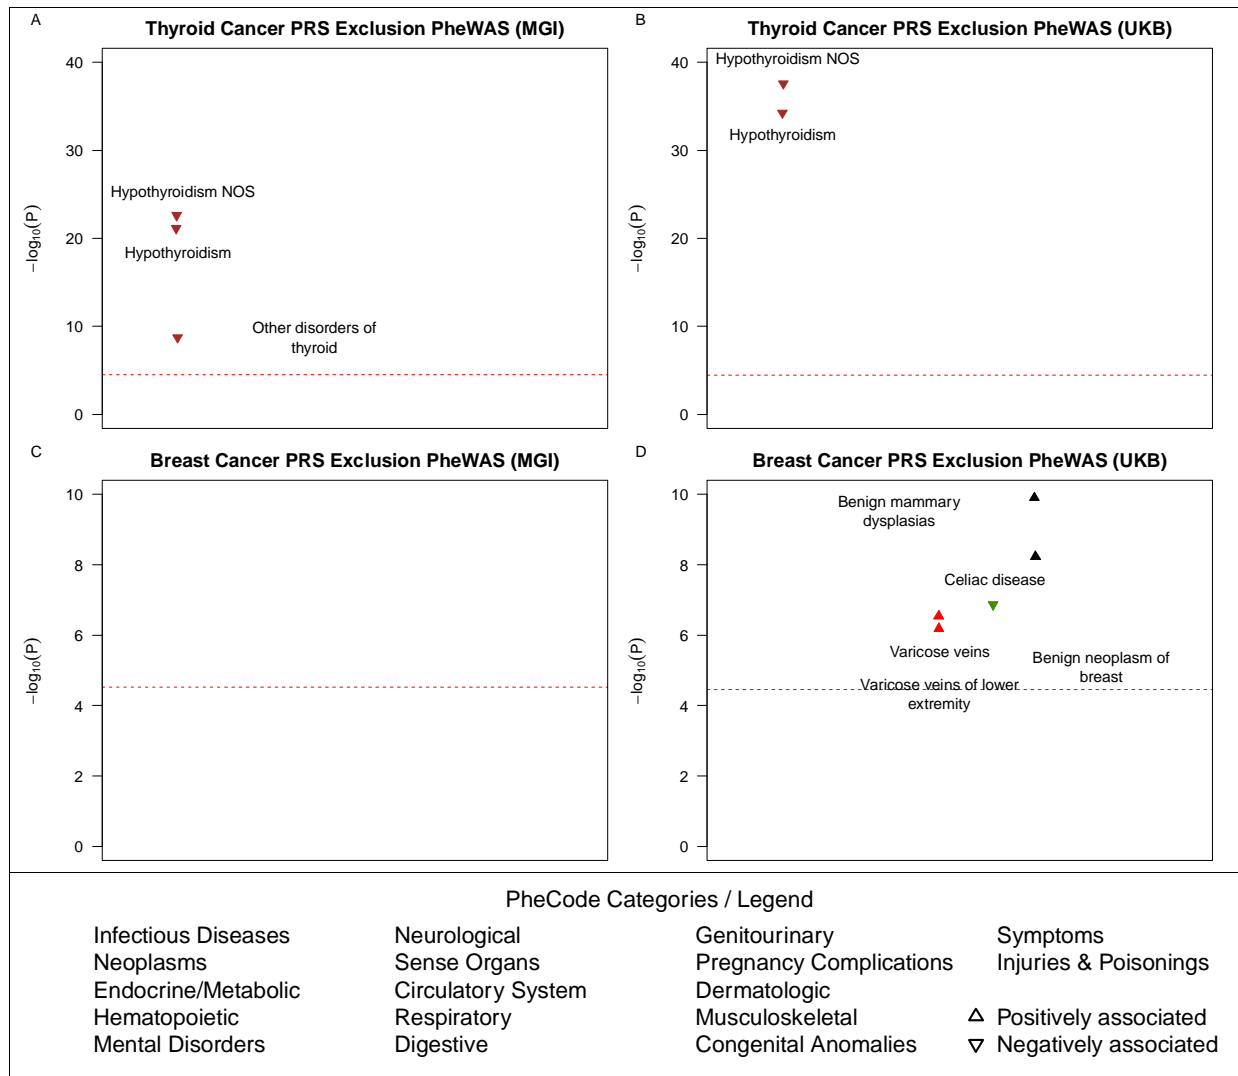 A
Thyroid Cancer PRS Exclusion PheWAS (MGI)
−log10(P)
40
30
20
10
0
Hypothyroidism NOS
Hypothyroidism
Other disorders of
thyroid
B
Thyroid Cancer PRS Exclusion PheWAS (UKB)
−log10(P)
40
30
20
10
0
Hypothyroidism NOS
Hypothyroidism
C
Breast Cancer PRS Exclusion PheWAS (MGI)
−log10(P)
10
8
6
4
2
0
D
Breast Cancer PRS Exclusion PheWAS (UKB)
−log10(P)
10
8
6
4
2
0
Benign mammary
dysplasias
Celiac disease
Varicose veins
Benign neoplasm of
breast
Varicose veins of lower
extremity
PheCode Categories / Legend
Infectious Diseases
Neoplasms
Endocrine/Metabolic
Hematopoietic
Mental Disorders
Neurological
Sense Organs
Circulatory System
Respiratory
Digestive
Genitourinary
Pregnancy Complications
Dermatologic
Musculoskeletal
Congenital Anomalies
Symptoms
Injuries & Poisonings
Positively associated
Negatively associated